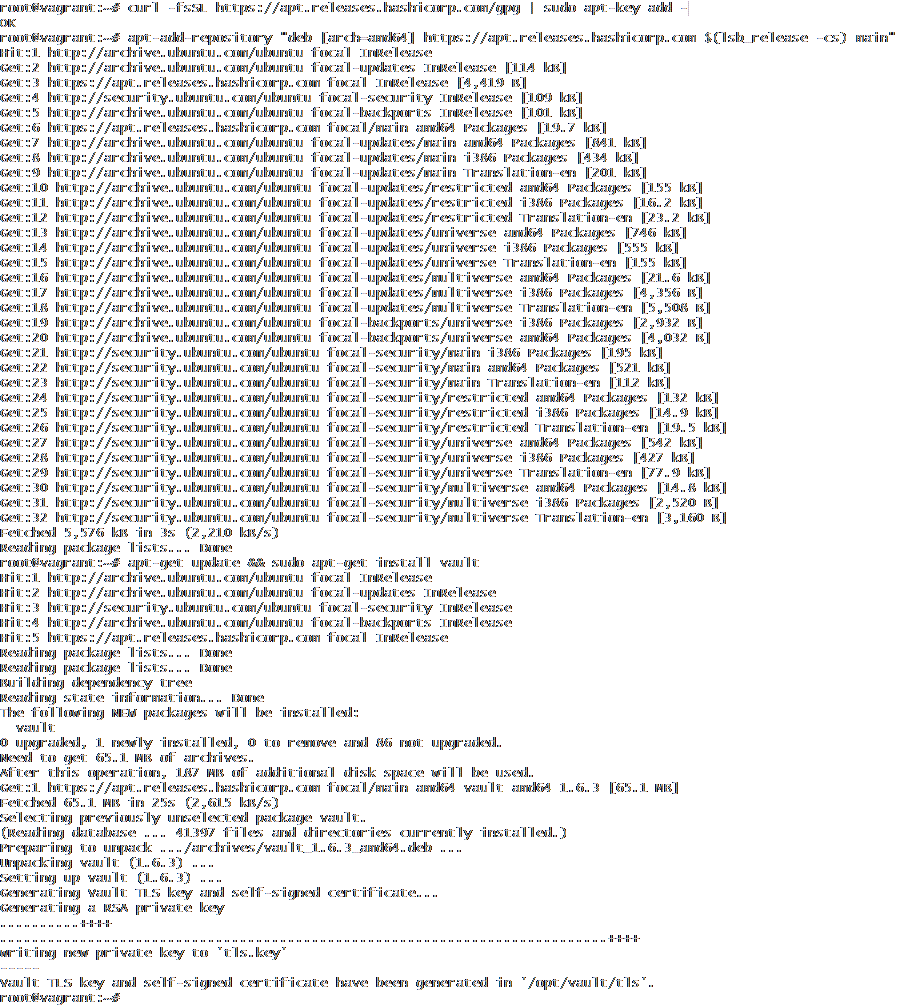 root@vagrant:~# curl -fsSL https://apt.releases.hashicorp.com/gpg | sudo apt-key add -
OK
root@vagrant:~# apt-add-repository "deb [arch=amd64] https://apt.releases.hashicorp.com $(lsb_release -cs) main"
Hit:1 http://archive.ubuntu.com/ubuntu focal InRelease
Get:2 http://archive.ubuntu.com/ubuntu focal-updates InRelease [114 kB]
Get:3 https://apt.releases.hashicorp.com focal InRelease [4,419 B]
Get:4 http://security.ubuntu.com/ubuntu focal-security InRelease [109 kB]
Get:5 http://archive.ubuntu.com/ubuntu focal-backports InRelease [101 kB]
Get:6 https://apt.releases.hashicorp.com focal/main amd64 Packages [19.7 kB]
Get:7 http://archive.ubuntu.com/ubuntu focal-updates/main amd64 Packages [841 kB]
Get:8 http://archive.ubuntu.com/ubuntu focal-updates/main i386 Packages [434 kB]
Get:9 http://archive.ubuntu.com/ubuntu focal-updates/main Translation-en [201 kB]
Get:10 http://archive.ubuntu.com/ubuntu focal-updates/restricted amd64 Packages [155 kB]
Get:11 http://archive.ubuntu.com/ubuntu focal-updates/restricted i386 Packages [16.2 kB]
Get:12 http://archive.ubuntu.com/ubuntu focal-updates/restricted Translation-en [23.2 kB]
Get:13 http://archive.ubuntu.com/ubuntu focal-updates/universe amd64 Packages [746 kB]
Get:14 http://archive.ubuntu.com/ubuntu focal-updates/universe i386 Packages [555 kB]
Get:15 http://archive.ubuntu.com/ubuntu focal-updates/universe Translation-en [155 kB]
Get:16 http://archive.ubuntu.com/ubuntu focal-updates/multiverse amd64 Packages [21.6 kB]
Get:17 http://archive.ubuntu.com/ubuntu focal-updates/multiverse i386 Packages [4,356 B]
Get:18 http://archive.ubuntu.com/ubuntu focal-updates/multiverse Translation-en [5,508 B]
Get:19 http://archive.ubuntu.com/ubuntu focal-backports/universe i386 Packages [2,932 B]
Get:20 http://archive.ubuntu.com/ubuntu focal-backports/universe amd64 Packages [4,032 B]
Get:21 http://security.ubuntu.com/ubuntu focal-security/main i386 Packages [195 kB]
Get:22 http://security.ubuntu.com/ubuntu focal-security/main amd64 Packages [521 kB]
Get:23 http://security.ubuntu.com/ubuntu focal-security/main Translation-en [112 kB]
Get:24 http://security.ubuntu.com/ubuntu focal-security/restricted amd64 Packages [132 kB]
Get:25 http://security.ubuntu.com/ubuntu focal-security/restricted i386 Packages [14.9 kB]
Get:26 http://security.ubuntu.com/ubuntu focal-security/restricted Translation-en [19.5 kB]
Get:27 http://security.ubuntu.com/ubuntu focal-security/universe amd64 Packages [542 kB]
Get:28 http://security.ubuntu.com/ubuntu focal-security/universe i386 Packages [427 kB]
Get:29 http://security.ubuntu.com/ubuntu focal-security/universe Translation-en [77.9 kB]
Get:30 http://security.ubuntu.com/ubuntu focal-security/multiverse amd64 Packages [14.8 kB]
Get:31 http://security.ubuntu.com/ubuntu focal-security/multiverse i386 Packages [2,520 B]
Get:32 http://security.ubuntu.com/ubuntu focal-security/multiverse Translation-en [3,160 B]
Fetched 5,576 kB in 3s (2,210 kB/s)
Reading package lists... Done
root@vagrant:~# apt-get update && sudo apt-get install vault
Hit:1 http://archive.ubuntu.com/ubuntu focal InRelease
Hit:2 http://archive.ubuntu.com/ubuntu focal-updates InRelease
Hit:3 http://security.ubuntu.com/ubuntu focal-security InRelease
Hit:4 http://archive.ubuntu.com/ubuntu focal-backports InRelease
Hit:5 https://apt.releases.hashicorp.com focal InRelease
Reading package lists... Done
Reading package lists... Done
Building dependency tree
Reading state information... Done
The following NEW packages will be installed:
  vault
0 upgraded, 1 newly installed, 0 to remove and 86 not upgraded.
Need to get 65.1 MB of archives.
After this operation, 187 MB of additional disk space will be used.
Get:1 https://apt.releases.hashicorp.com focal/main amd64 vault amd64 1.6.3 [65.1 MB]
Fetched 65.1 MB in 25s (2,615 kB/s)
Selecting previously unselected package vault.
(Reading database ... 41397 files and directories currently installed.)
Preparing to unpack .../archives/vault_1.6.3_amd64.deb ...
Unpacking vault (1.6.3) ...
Setting up vault (1.6.3) ...
Generating Vault TLS key and self-signed certificate...
Generating a RSA private key
..........++++
............................................................................++++
writing new private key to 'tls.key'
-----
Vault TLS key and self-signed certificate have been generated in '/opt/vault/tls'.
root@vagrant:~#